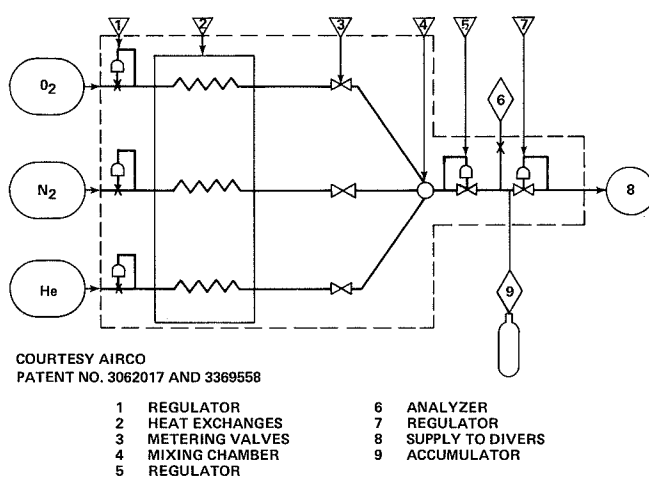 1 2 3 4 5 7
O2
6
N2
8
He
9
COURTESY AIRCO
PATENT NO. 3062017 AND 3369558
1 REGULATOR
2 HEAT EXCHANGES
3 METERING VALVES
4 MIXING CHAMBER
5 REGULATOR
6 ANALYZER
7 REGULATOR
8 SUPPLY TO DIVERS
9 ACCUMULATOR